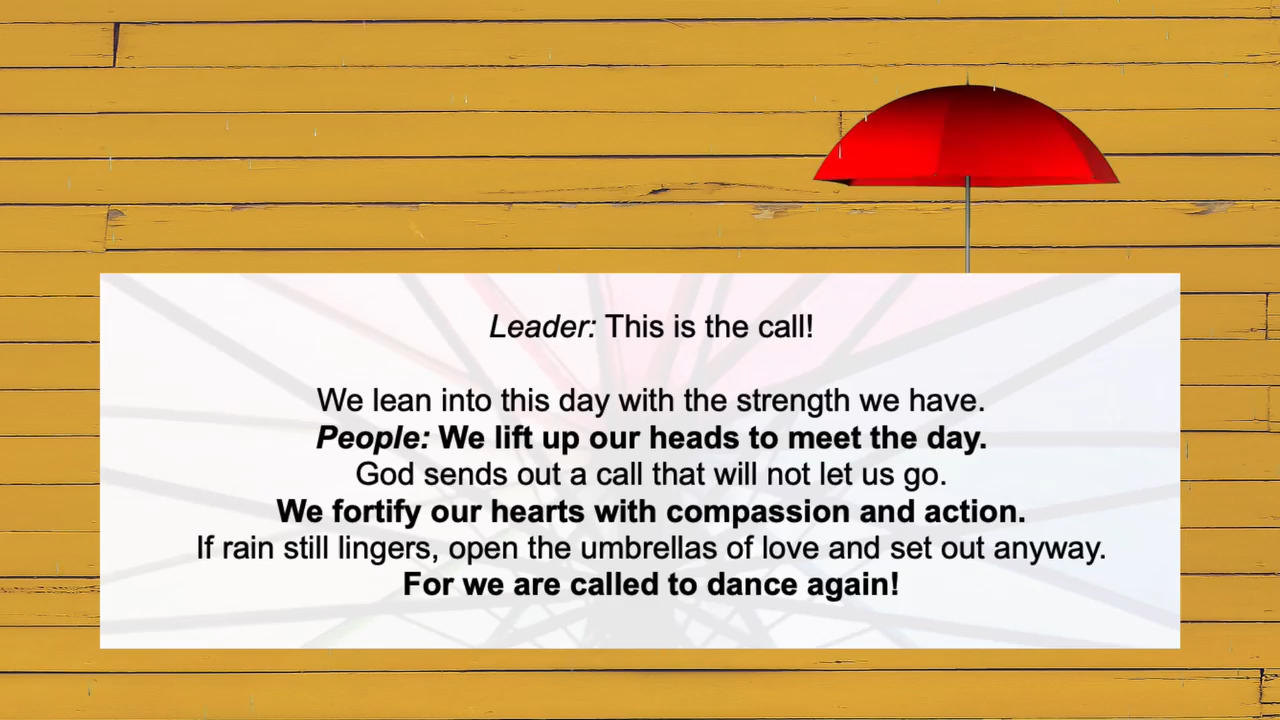 Leader: This is the call!
We lean into this day with the strength we have.
People: We lift up our heads to meet the day.
God sends out a call that will not let us go.
We fortify our hearts with compassion and action.
If rain still lingers, open the umbrellas of love and set out anyway.
For we are called to dance again!